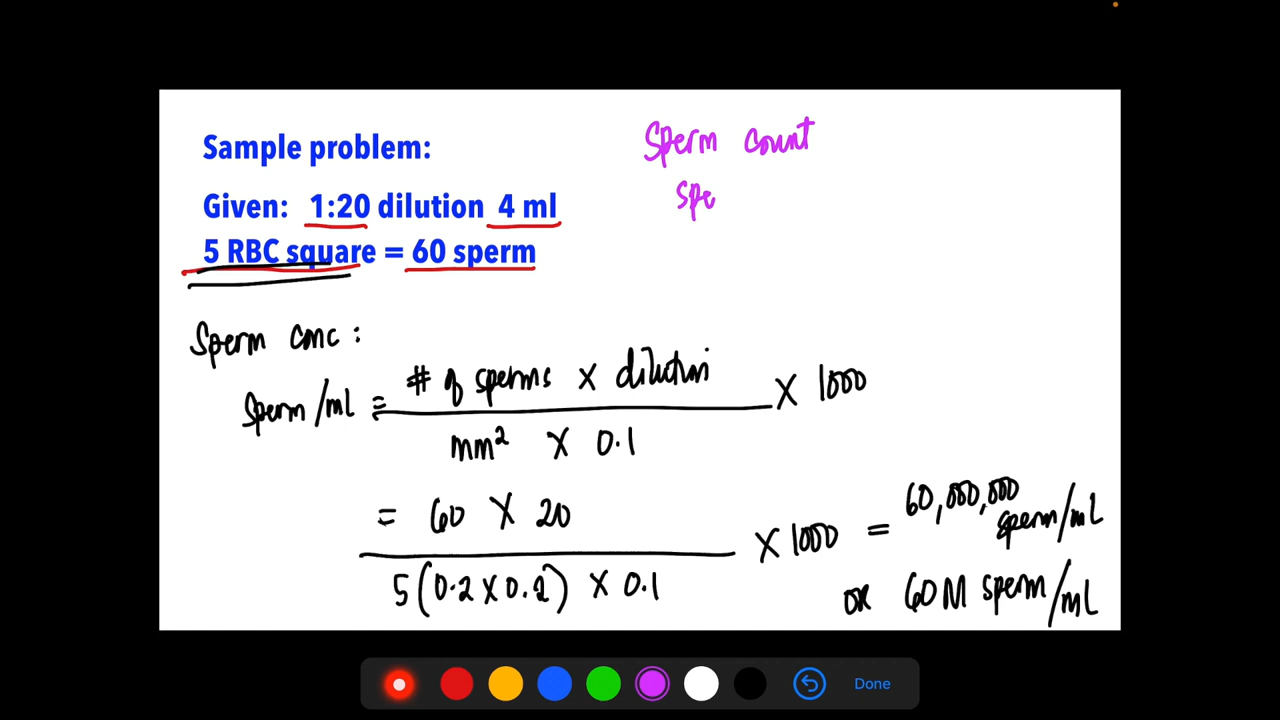 Sample problem:
Sperm count
Given: 1:20 dilution 4 ml
spe
5 RBC square = 60 sperm
Sperm conc :
sperm/mL = # of sperms X dilution X 1000
mm² X 0.1
= 60 X 20 X 1000 = 60,000,000 sperm/mL
5 (0.2 X 0.2) X 0.1
or 60M sperm/mL
Done